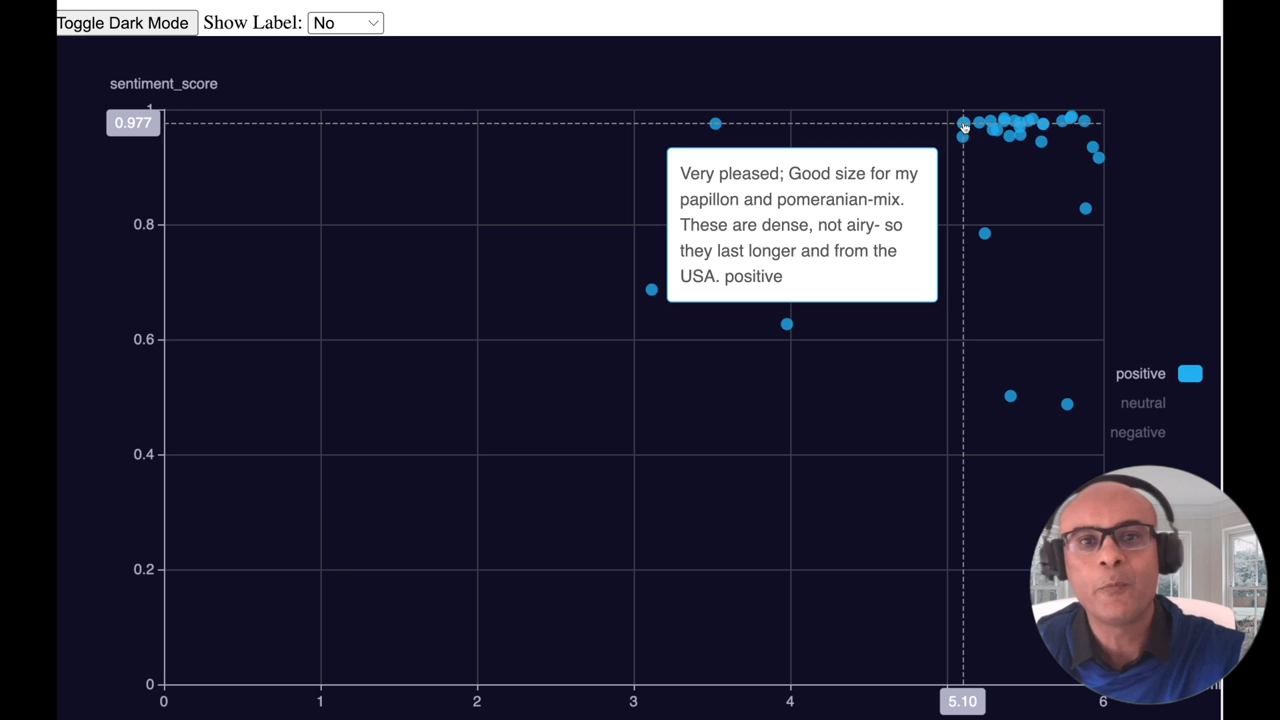 Toggle Dark Mode Show Label: No
sentiment_score
1
0.977
Very pleased; Good size for my
papillon and pomeranian-mix.
These are dense, not airy- so
they last longer and from the
USA. positive
0.8
0.6
positive
neutral
negative
0.4
0.2
0
0 1 2 3 4 5.10 6